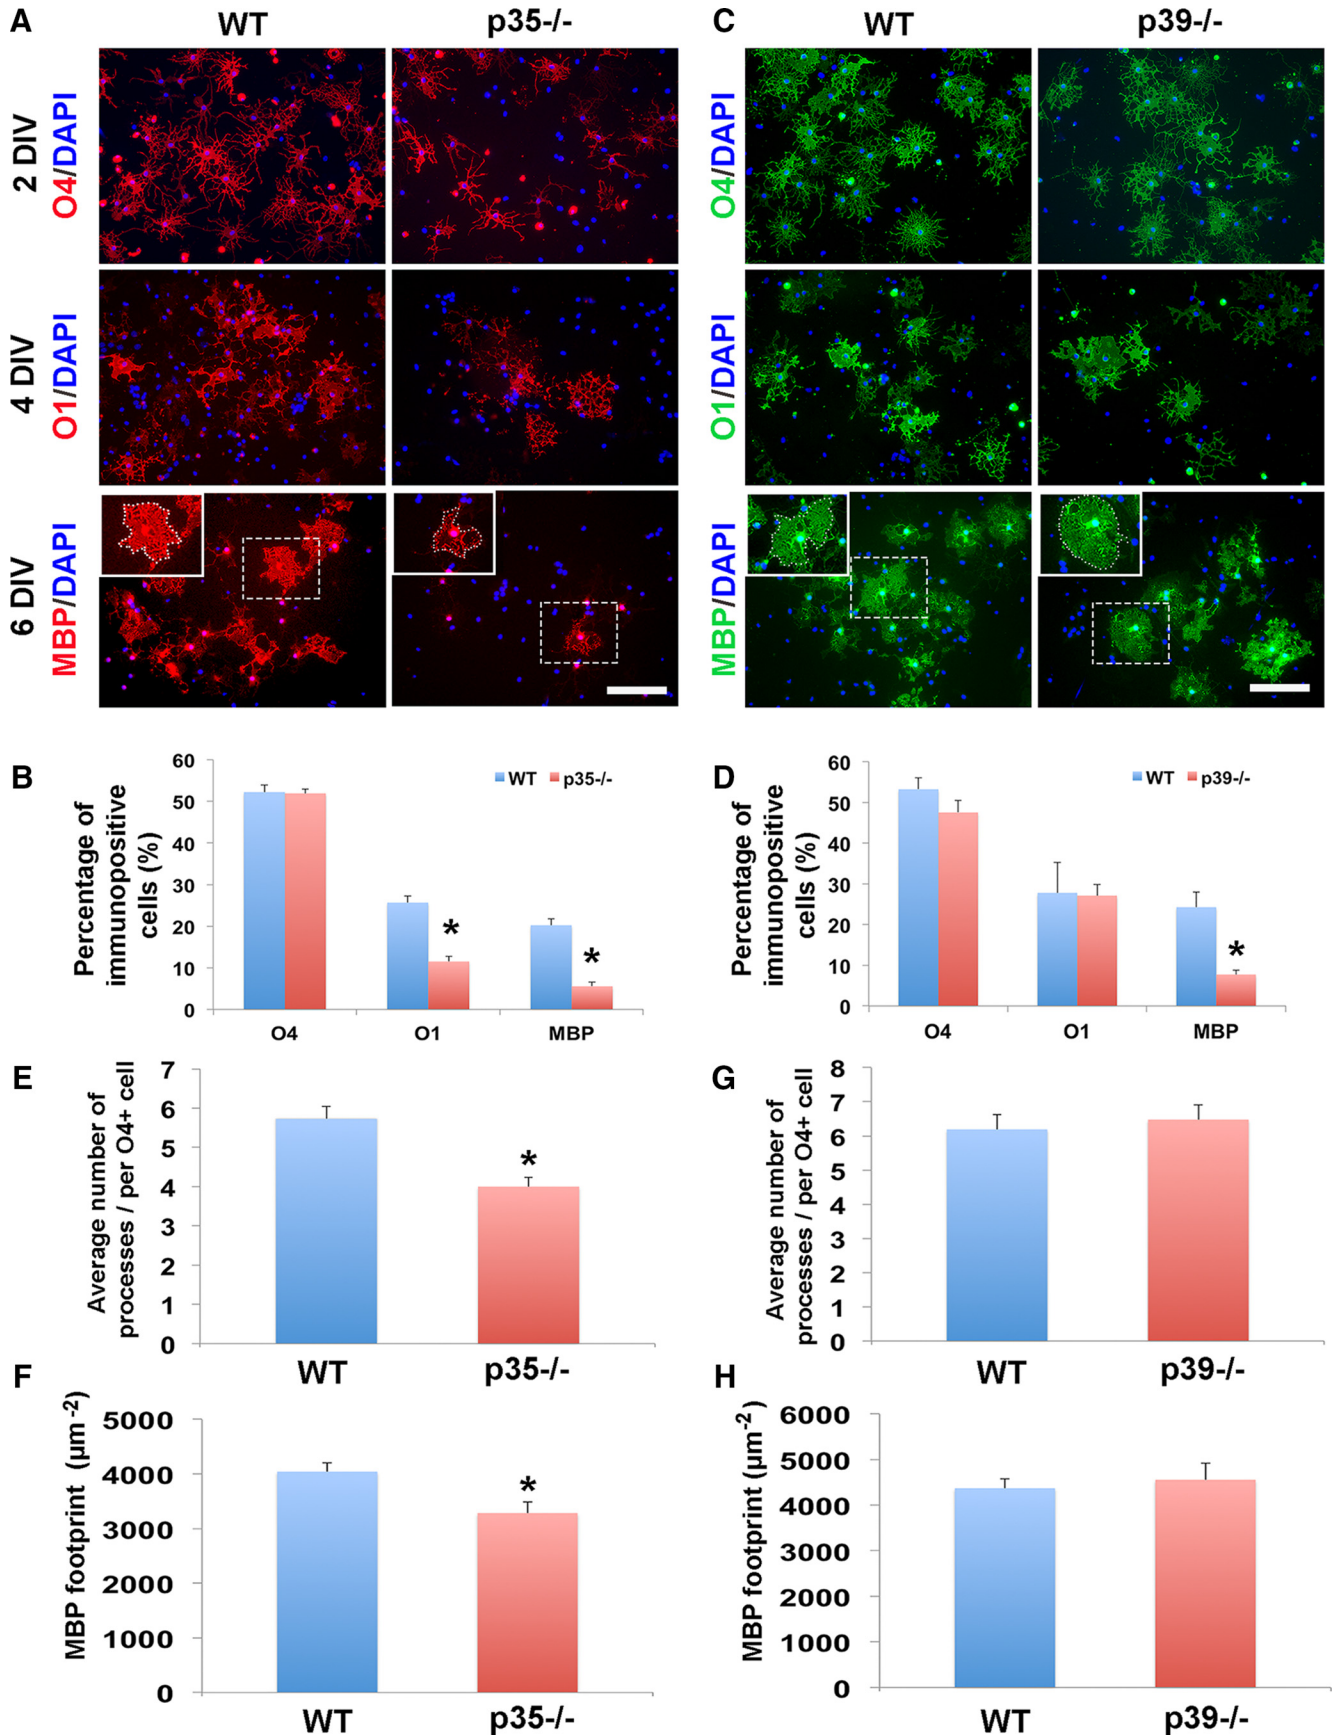 A
WT
p35-/-
C
WT
p39-/-
2 DIV
O4/DAPI
4 DIV
O1/DAPI
6 DIV
MBP/DAPI
O4/DAPI
O1/DAPI
MBP/DAPI
B
Percentage of
immunopositive
cells (%)
60
50
40
30
20
10
0
WT
p35-/-
*
*
O4
O1
MBP
D
Percentage of
immunopositive
cells (%)
60
50
40
30
20
10
0
WT
p39-/-
*
O4
O1
MBP
E
Average number of
processes / per O4+ cell
7
6
5
4
3
2
1
0
*
WT
p35-/-
G
Average number of
processes / per O4+ cell
8
7
6
5
4
3
2
1
0
WT
p39-/-
F
MBP footprint (µm⁻²)
5000
4000
3000
2000
1000
0
*
WT
p35-/-
H
MBP footprint (µm⁻²)
6000
5000
4000
3000
2000
1000
0
WT
p39-/-